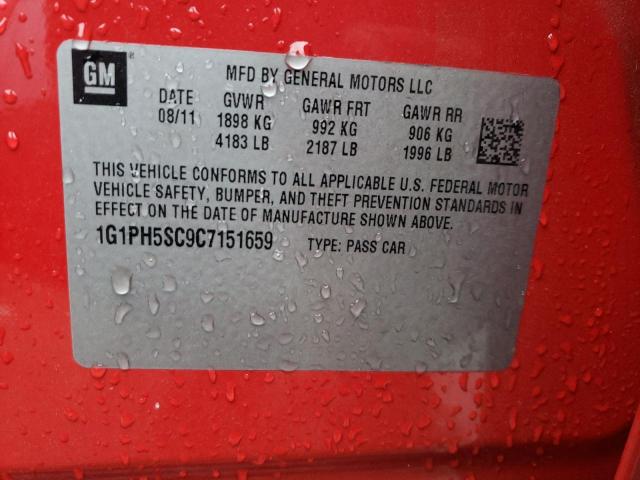 GM
MFD BY GENERAL MOTORS LLC
DATE GVWR GAWR FRT GAWR RR
08/11 1898 KG 992 KG 906 KG
4183 LB 2187 LB 1996 LB
THIS VEHICLE CONFORMS TO ALL APPLICABLE U.S. FEDERAL MOTOR
VEHICLE SAFETY, BUMPER, AND THEFT PREVENTION STANDARDS IN
EFFECT ON THE DATE OF MANUFACTURE SHOWN ABOVE.
1G1PH5SC9C7151659 TYPE: PASS CAR